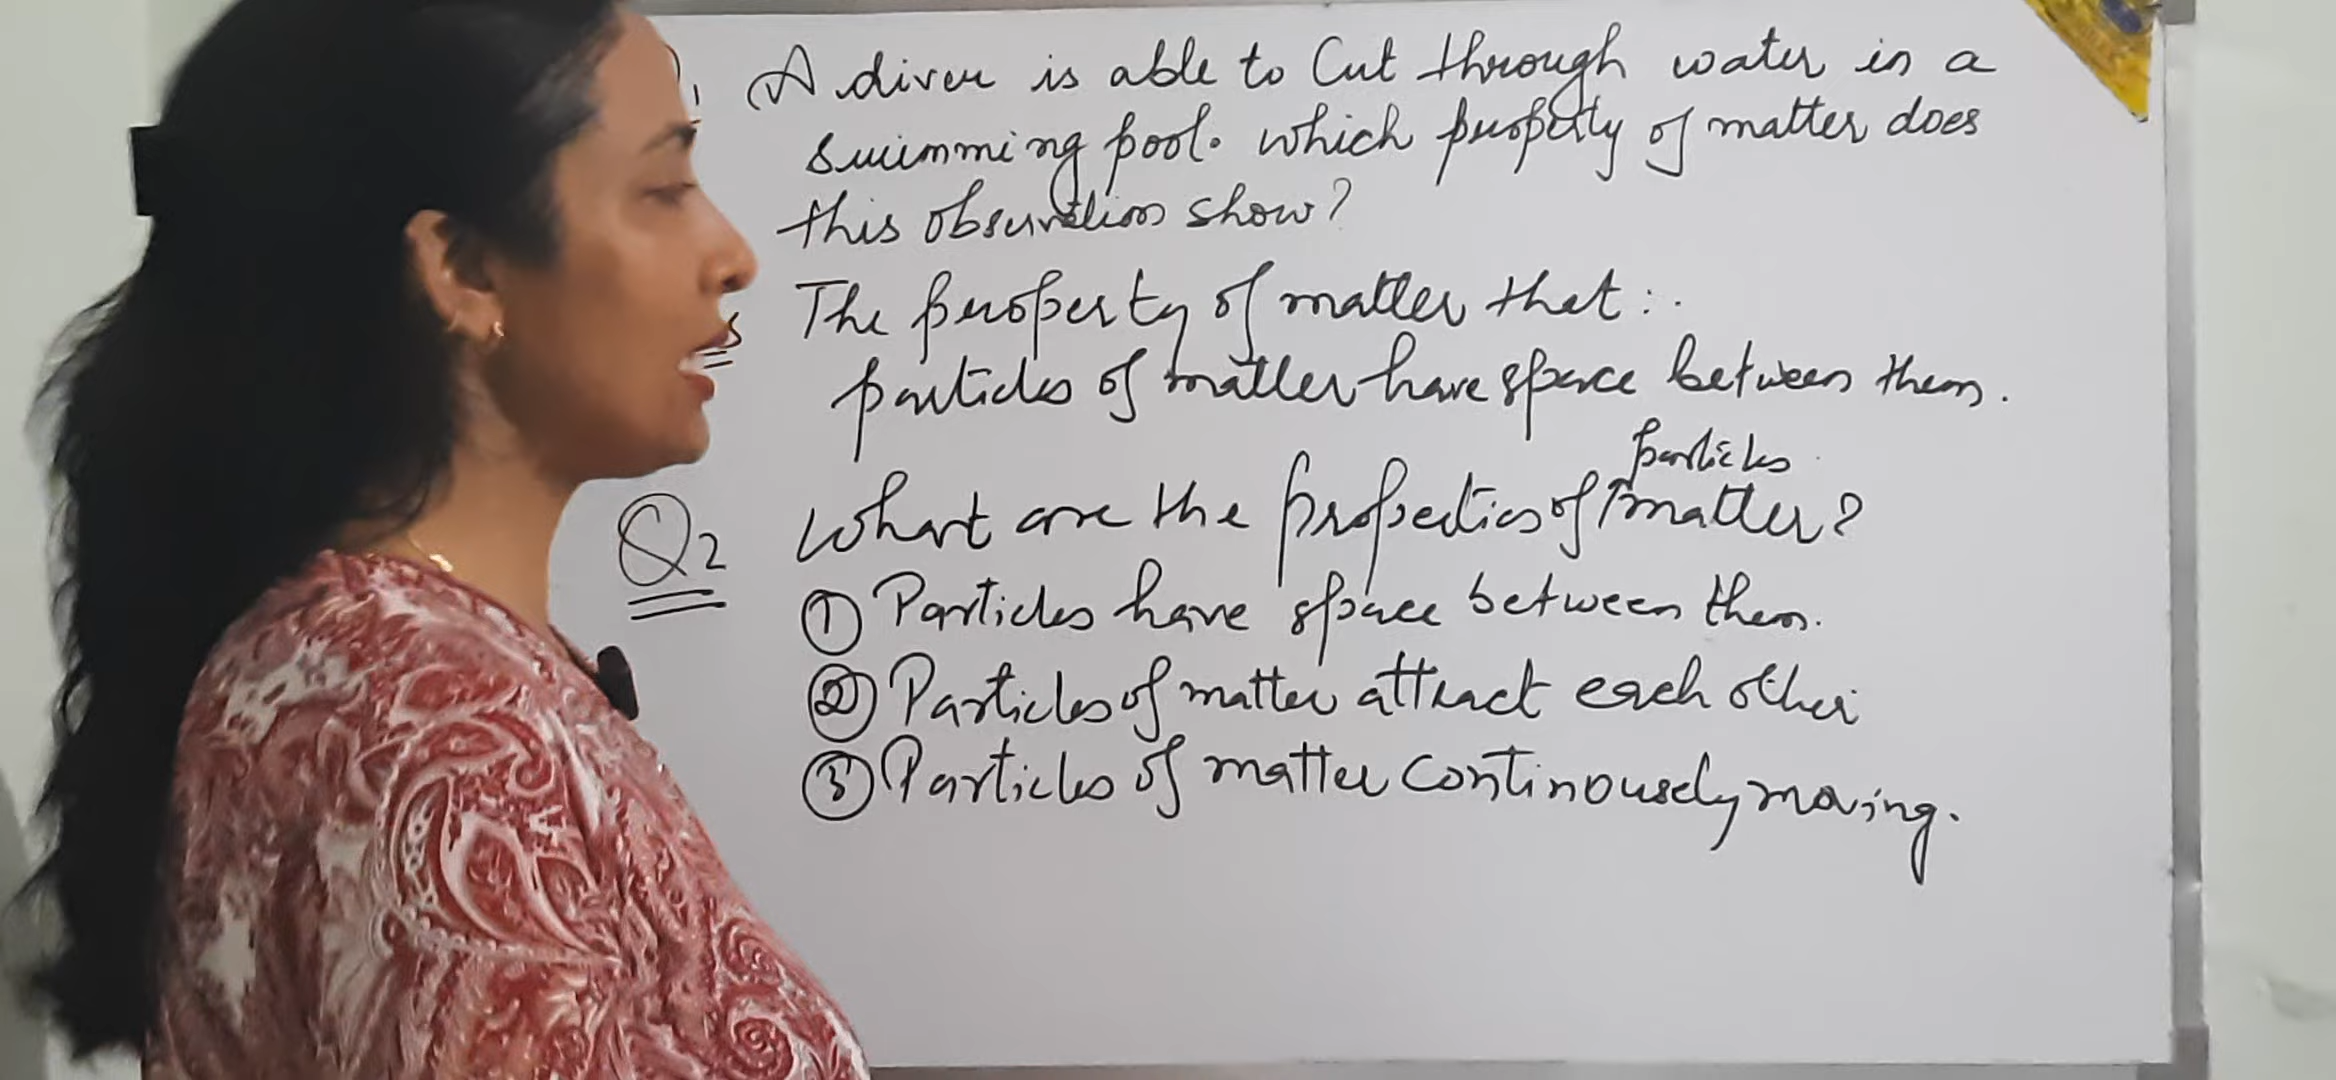 A diver is able to Cut through water in a
swimming pool. which property of matter does
this observation show?
The property of matter that :.
particles of matter have space between them.
particles
Q2 What are the properties of matter?
① Particles have space between them.
② Particles of matter attract each other
③ Particles of matter continousely moving.